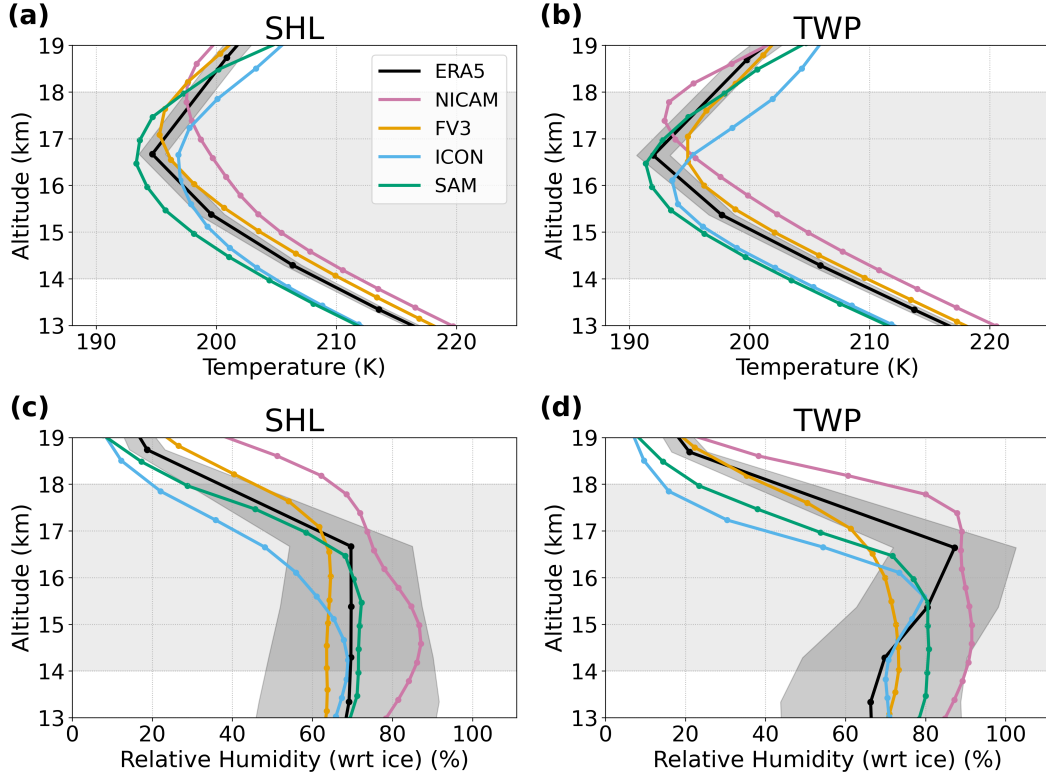 (a) SHL
19
18
17
16
15
14
13
Altitude (km)
190 200 210 220
Temperature (K)
ERA5
NICAM
FV3
ICON
SAM
(b) TWP
19
18
17
16
15
14
13
Altitude (km)
190 200 210 220
Temperature (K)
(c) SHL
19
18
17
16
15
14
13
Altitude (km)
0 20 40 60 80 100
Relative Humidity (wrt ice) (%)
(d) TWP
19
18
17
16
15
14
13
Altitude (km)
0 20 40 60 80 100
Relative Humidity (wrt ice) (%)